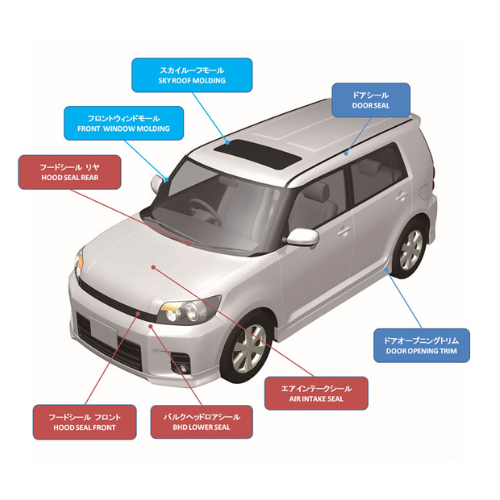 スカイルーフモール
SKY ROOF MOLDING
ドアシール
DOOR SEAL
フロントウィンドモール
FRONT WINDOW MOLDING
フードシール リヤ
HOOD SEAL REAR
ドアオープニングトリム
DOOR OPENING TRIM
エアインテークシール
AIR INTAKE SEAL
フードシール フロント
HOOD SEAL FRONT
バルクヘッドロアシール
BHD LOWER SEAL